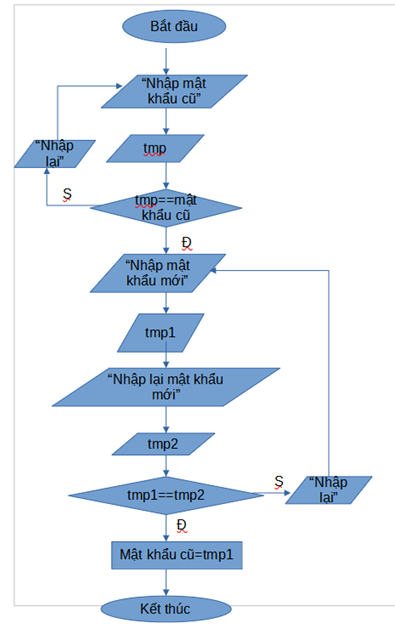 Bắt đầu
“Nhập mật
khẩu cũ”
“Nhập
lại”
tmp
S
tmp==mật
khẩu cũ
Đ
“Nhập mật
khẩu mới”
tmp1
“Nhập lại mật khẩu
mới”
tmp2
tmp1==tmp2
S
“Nhập
lại”
Đ
Mật khẩu cũ=tmp1
Kết thúc